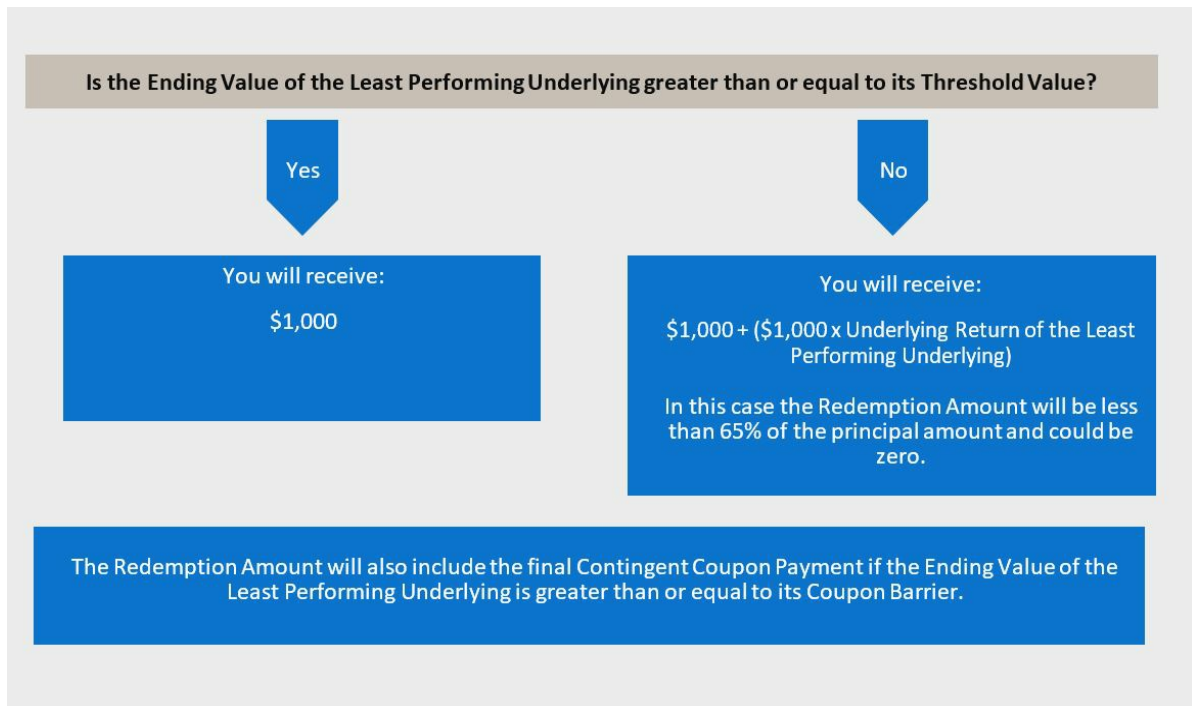 Is the Ending Value of the Least Performing Underlying greater than or equal to its Threshold Value?
Yes
No
You will receive:
$1,000
You will receive:
$1,000 + ($1,000 x Underlying Return of the Least
Performing Underlying)
In this case the Redemption Amount will be less
than 65% of the principal amount and could be
zero.
The Redemption Amount will also include the final Contingent Coupon Payment if the Ending Value of the
Least Performing Underlying is greater than or equal to its Coupon Barrier.